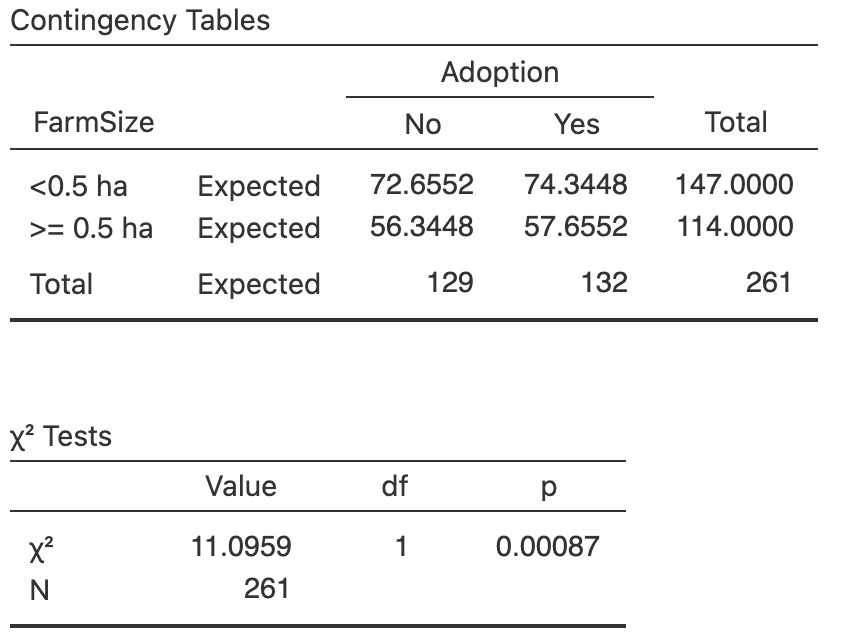 Contingency Tables
Adoption
FarmSize No Yes Total
<0.5 ha Expected 72.6552 74.3448 147.0000
>= 0.5 ha Expected 56.3448 57.6552 114.0000
Total Expected 129 132 261
χ² Tests
Value df p
χ² 11.0959 1 0.00087
N 261